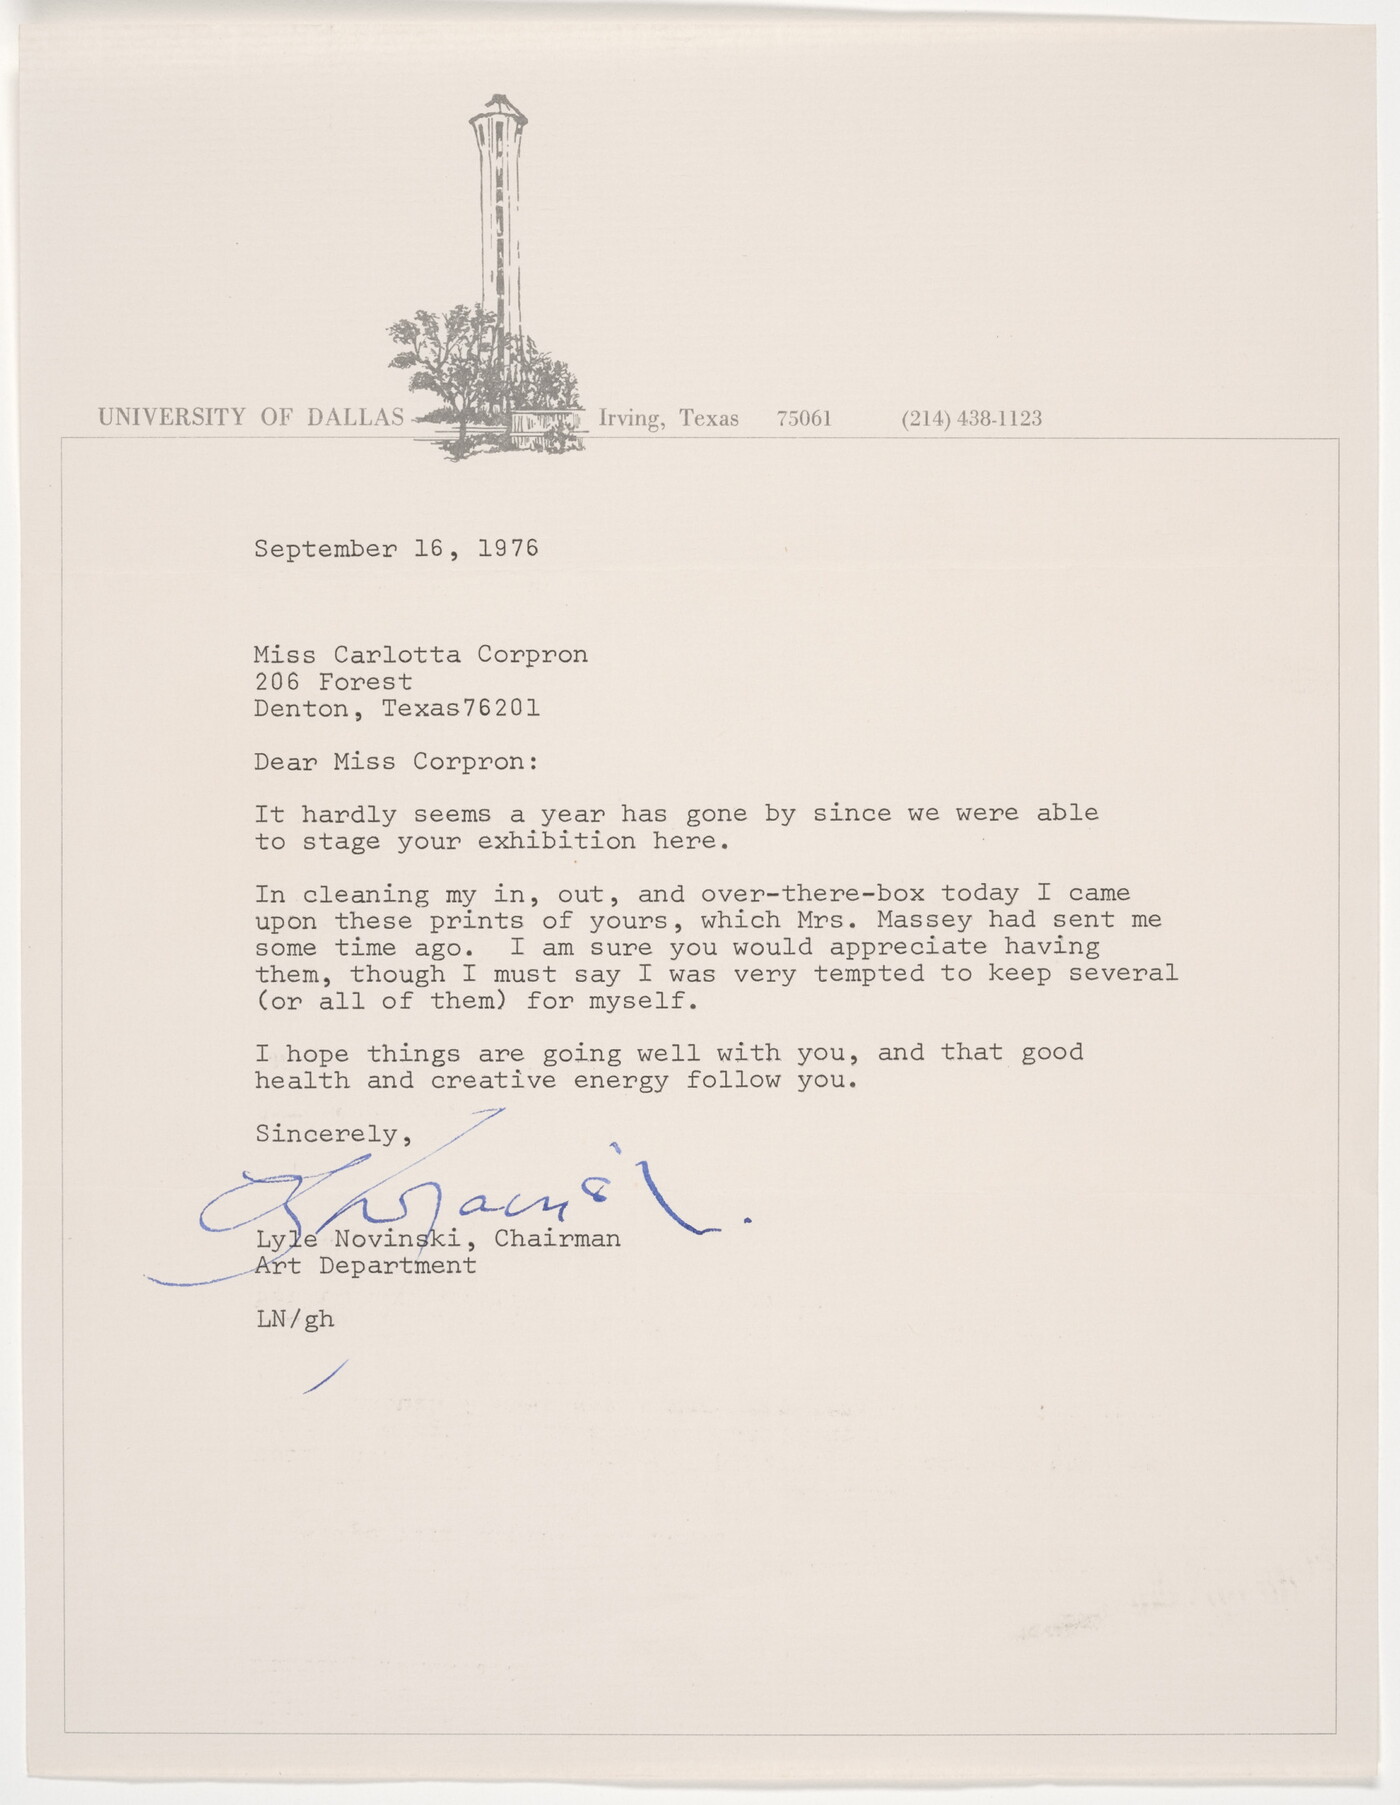 UNIVERSITY OF DALLAS Irving, Texas 75061 (214) 438-1123
September 16, 1976
Miss Carlotta Corpron
206 Forest
Denton, Texas76201
Dear Miss Corpron:
It hardly seems a year has gone by since we were able
to stage your exhibition here.
In cleaning my in, out, and over-there-box today I came
upon these prints of yours, which Mrs. Massey had sent me
some time ago. I am sure you would appreciate having
them, though I must say I was very tempted to keep several
(or all of them) for myself.
I hope things are going well with you, and that good
health and creative energy follow you.
Sincerely,
Lyle Novinski, Chairman
Art Department
LN/gh